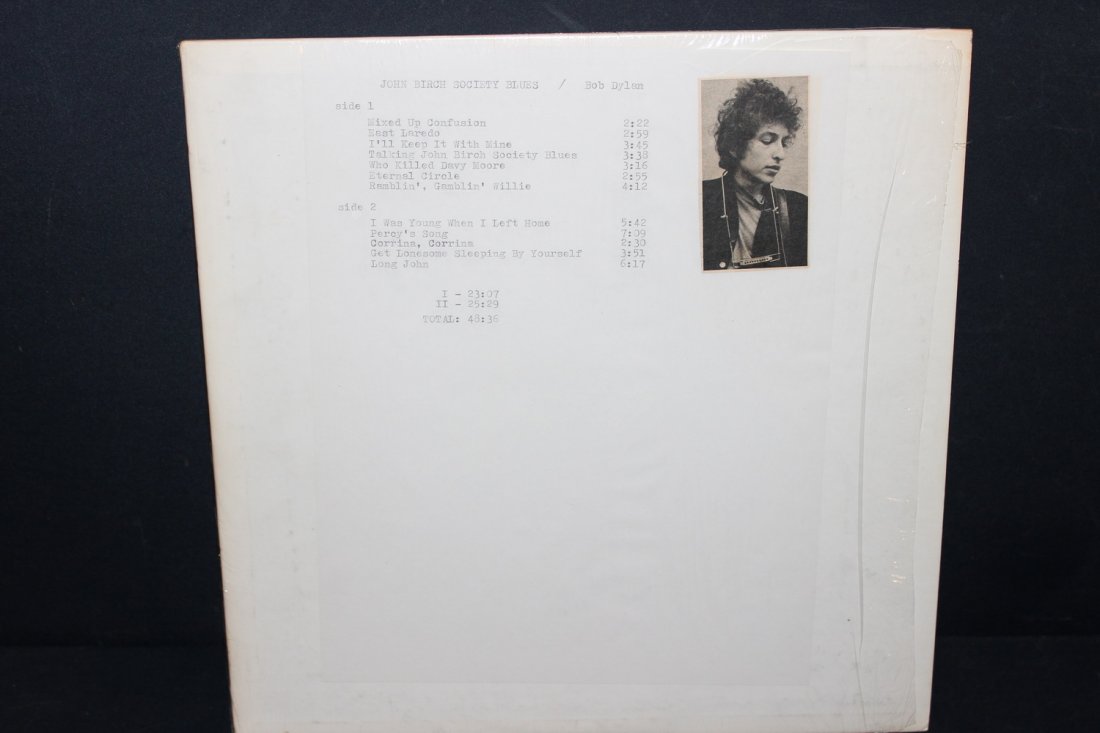 JOHN BIRCH SOCIETY BLUES / Bob Dylan
side 1
Mixed Up Confusion 2:22
East Laredo 2:59
I'll Keep It With Mine 3:45
Talking John Birch Society Blues 3:38
Who Killed Davy Moore 3:16
Eternal Circle 2:55
Ramblin', Gamblin' Willie 4:12
side 2
I Was Young When I Left Home 5:42
Percy's Song 7:09
Corrina, Corrina 2:30
Get Lonesome Sleeping By Yourself 3:51
Long John 6:17
I - 23:07
II - 25:29
TOTAL: 48:36